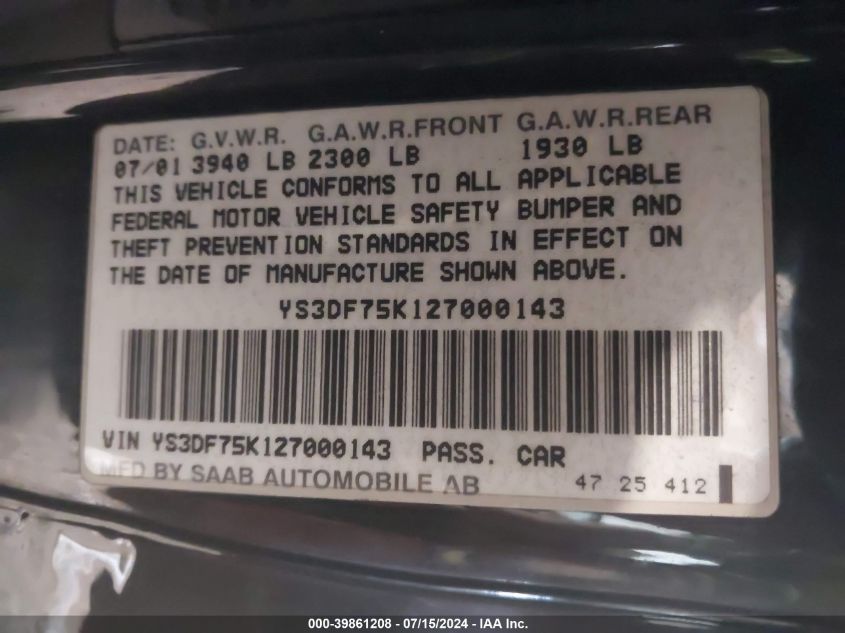 DATE: G.V.W.R. G.A.W.R.FRONT G.A.W.R.REAR
07/01 3940 LB 2300 LB 1930 LB
THIS VEHICLE CONFORMS TO ALL APPLICABLE
FEDERAL MOTOR VEHICLE SAFETY BUMPER AND
THEFT PREVENTION STANDARDS IN EFFECT ON
THE DATE OF MANUFACTURE SHOWN ABOVE.
YS3DF75K127000143
VIN YS3DF75K127000143 PASS. CAR
MFD BY SAAB AUTOMOBILE AB
47 25 412
000-39861208 - 07/15/2024 - IAA Inc.